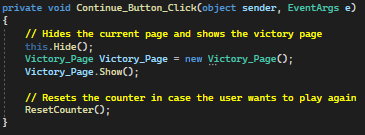 private void Continue_Button_Click(object sender, EventArgs e)
{
// Hides the current page and shows the victory page
this.Hide();
Victory_Page Victory_Page = new Victory_Page();
Victory_Page.Show();
// Resets the counter in case the user wants to play again
ResetCounter();
}